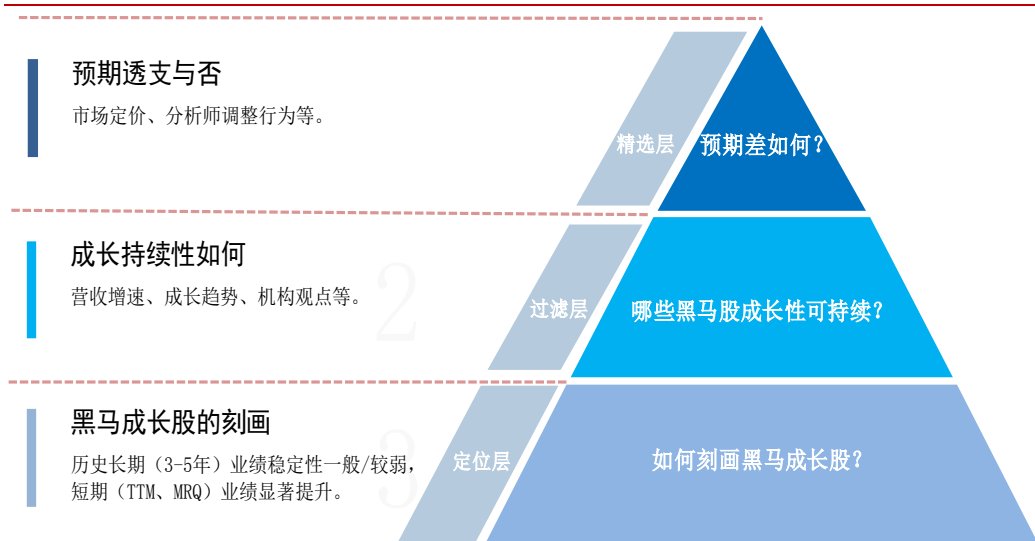 预期透支与否
市场定价、分析师调整行为等。
精选层
预期差如何？
成长持续性如何
营收增速、成长趋势、机构观点等。
2
过滤层
哪些黑马股成长性可持续？
黑马成长股的刻画
历史长期（3-5年）业绩稳定性一般/较弱，
短期（TTM、MRQ）业绩显著提升。
3
定位层
如何刻画黑马成长股？